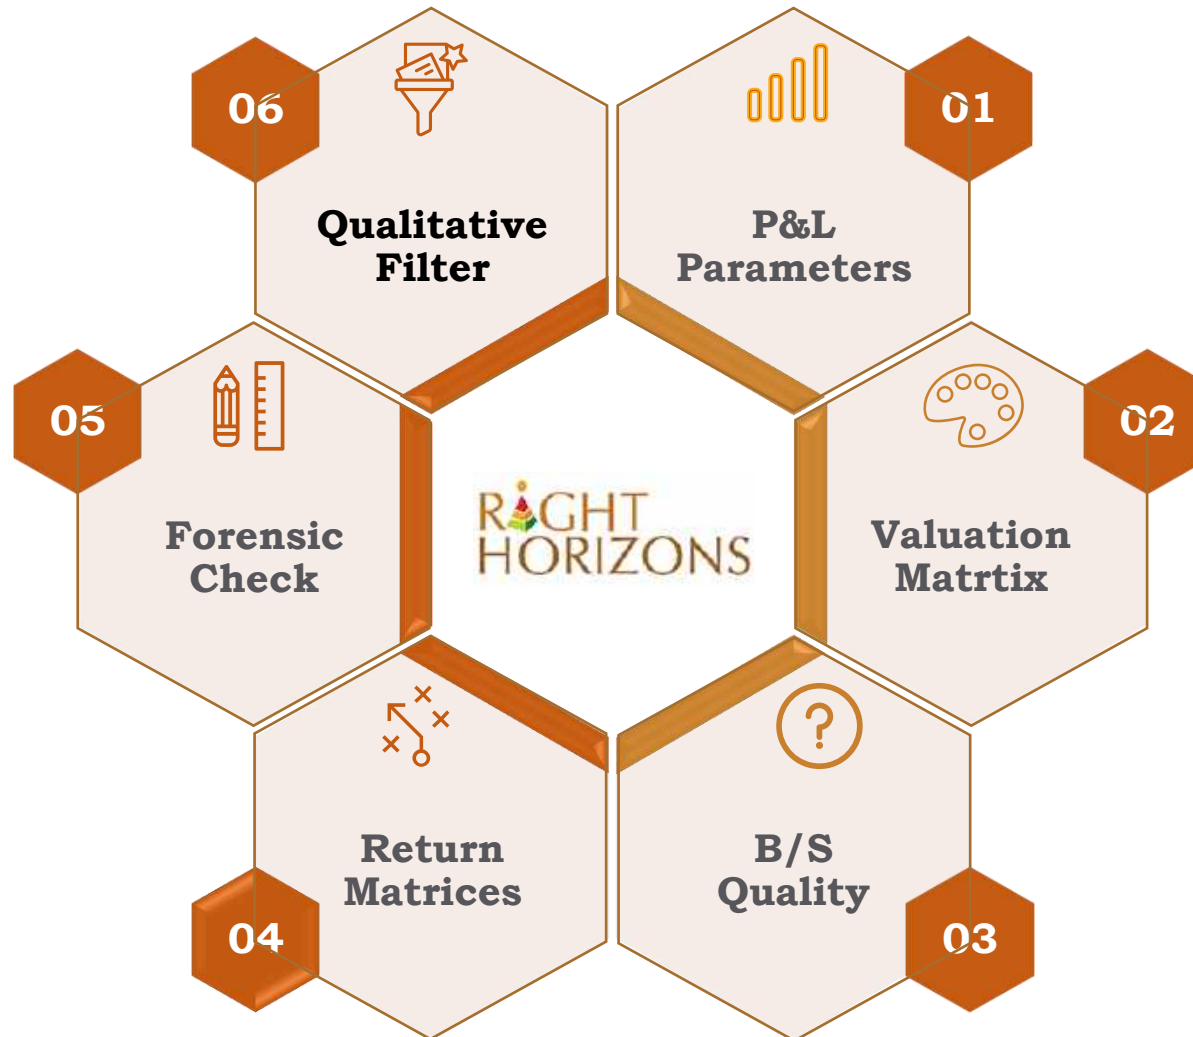 01
P&L
Parameters
02
Valuation
Matrtix
03
B/S
Quality
04
Return
Matrices
05
Forensic
Check
06
Qualitative
Filter
RIGHT
HORIZONS
?